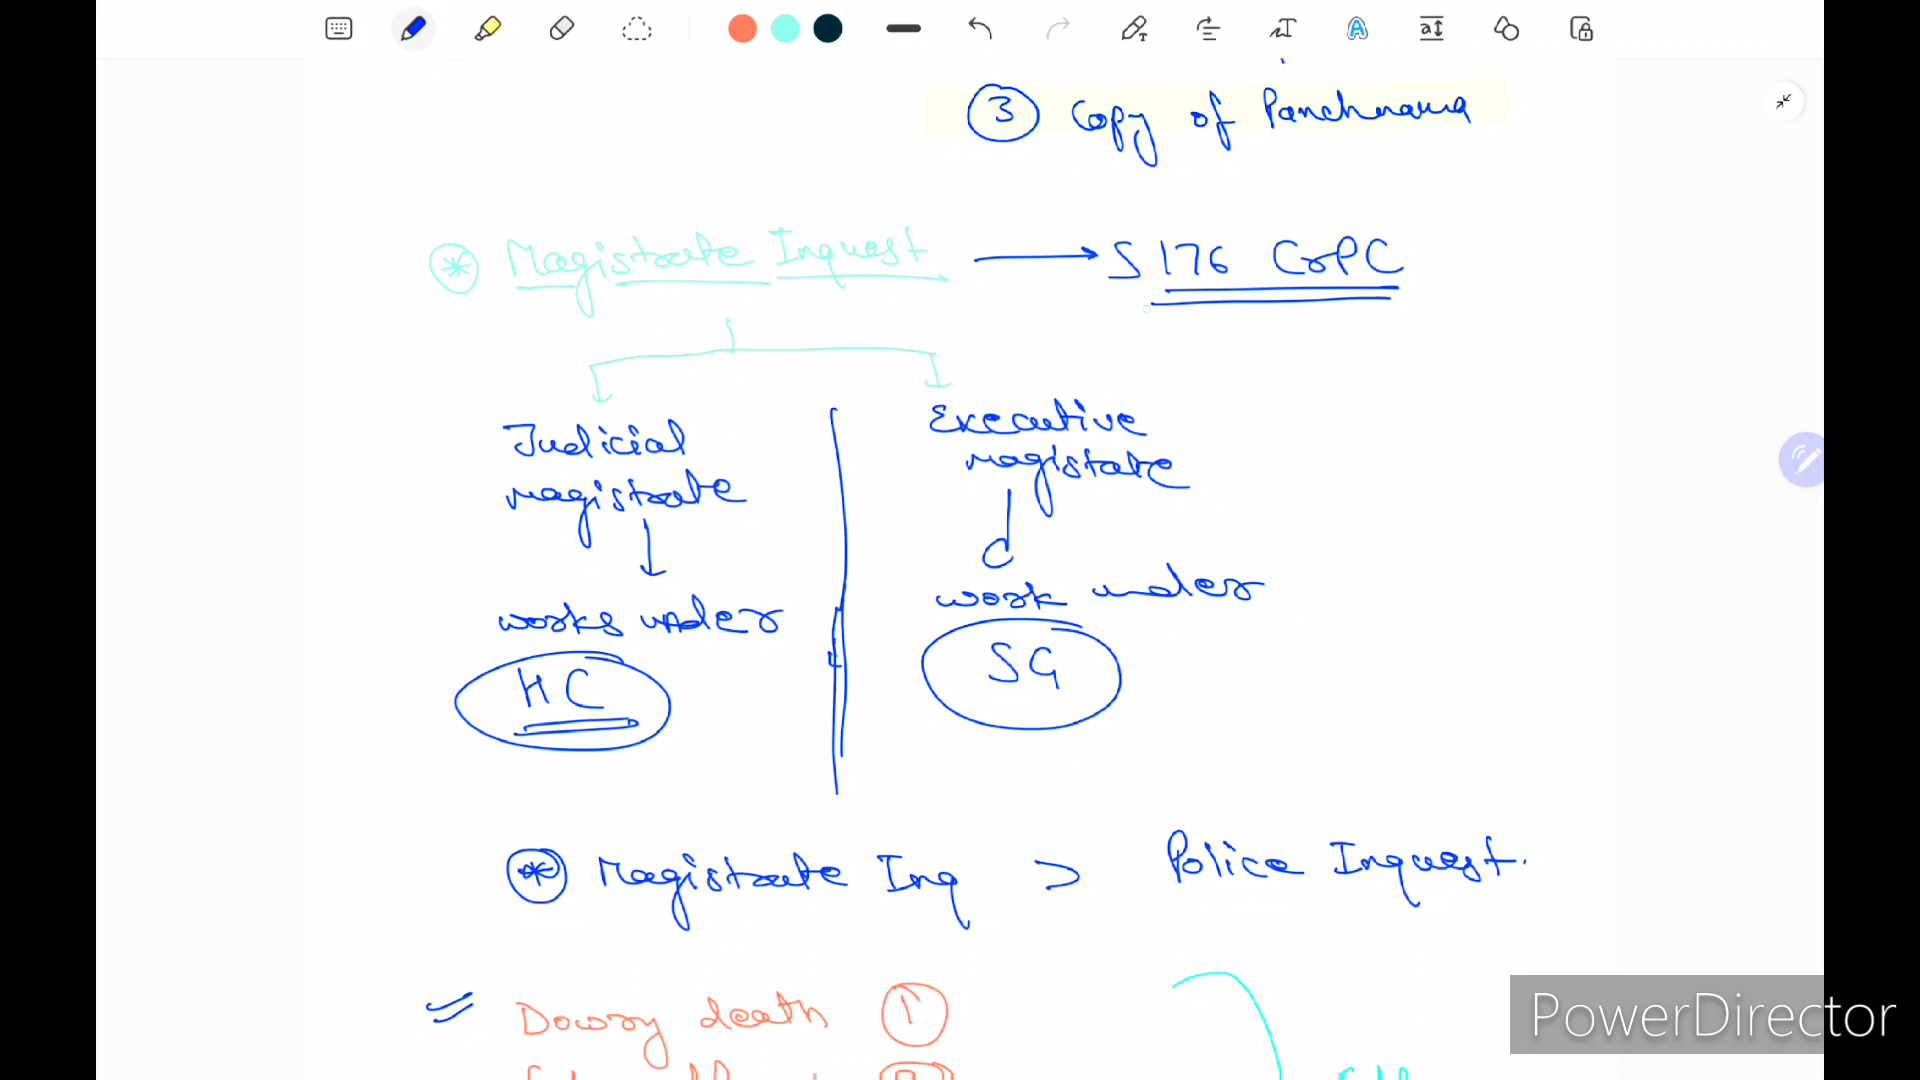 ③ Copy of Panchnama
* Magistrate Inquest → S 176 CrPC
Judicial magistrate
Executive magistate
works under
HC
work under
SG
* Magistrate Inq > Police Inquest.
Dowry death ①
PowerDirector